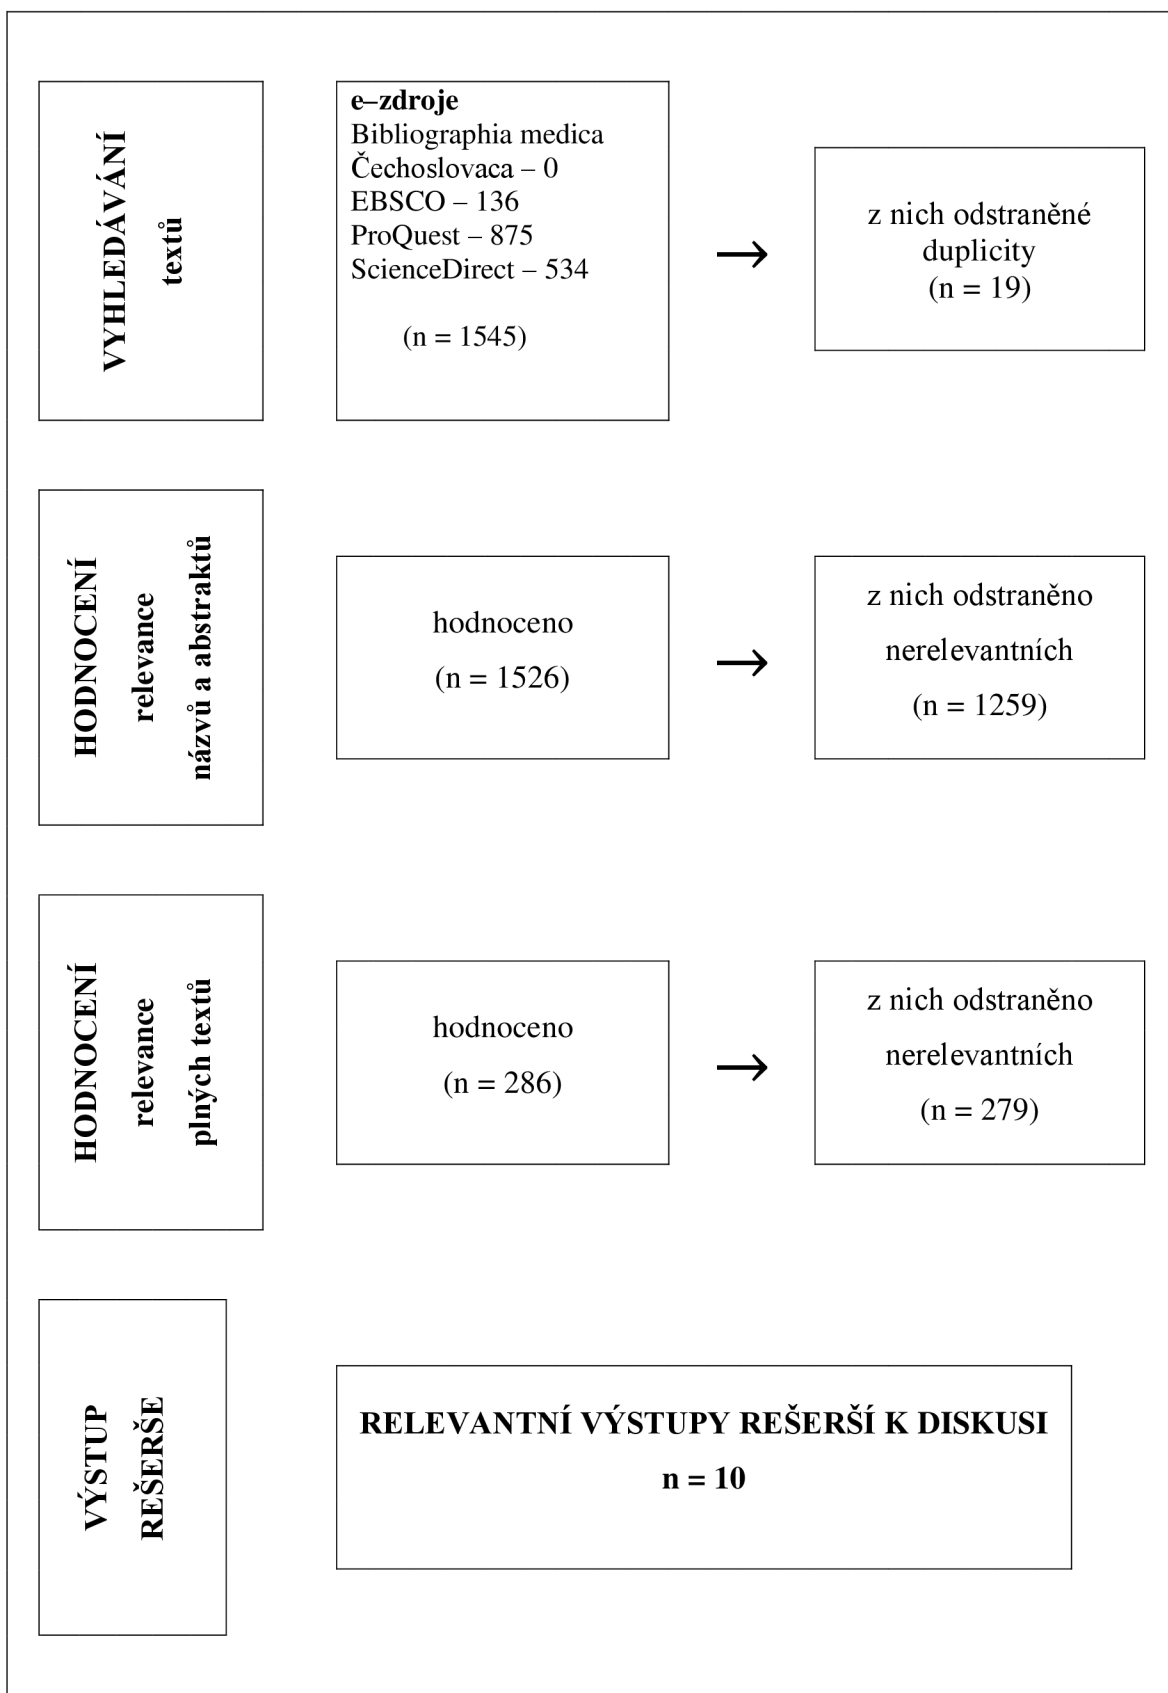 VYHLEDÁVÁNÍ
textů
e–zdroje
Bibliographia medica
Čechoslovaca – 0
EBSCO – 136
ProQuest – 875
ScienceDirect – 534
(n = 1545)
→
z nich odstraněné
duplicity
(n = 19)
HODNOCENÍ
relevance
názvů a abstraktů
hodnoceno
(n = 1526)
→
z nich odstraněno
nerelevantních
(n = 1259)
HODNOCENÍ
relevance
plných textů
hodnoceno
(n = 286)
→
z nich odstraněno
nerelevantních
(n = 279)
VÝSTUP
REŠERŠE
RELEVANTNÍ VÝSTUPY REŠERŠÍ K DISKUSI
n = 10